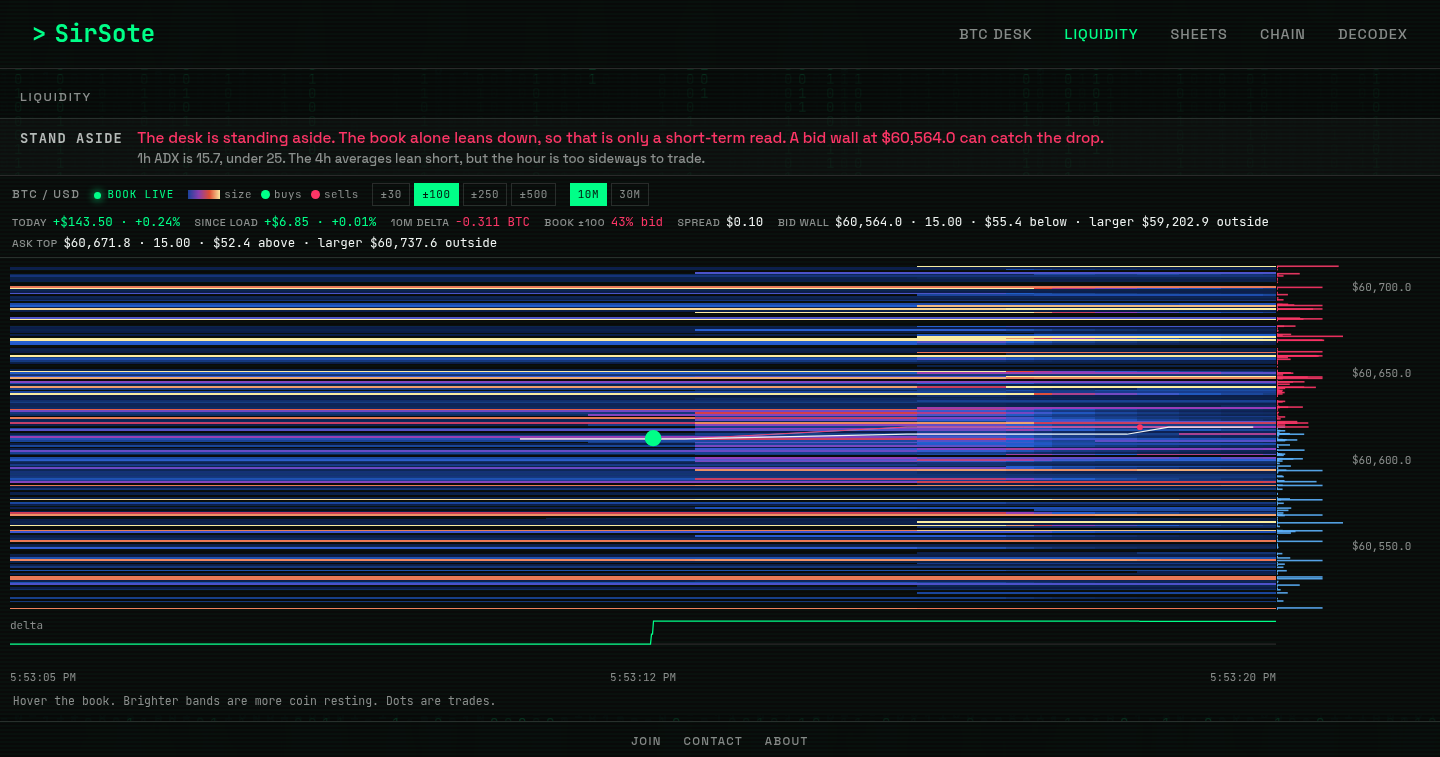 > SirSote
BTC DESK LIQUIDITY SHEETS CHAIN DECODEX
LIQUIDITY
STAND ASIDE The desk is standing aside. The book alone leans down, so that is only a short-term read. A bid wall at $60,564.0 can catch the drop.
1h ADX is 15.7, under 25. The 4h averages lean short, but the hour is too sideways to trade.
BTC / USD BOOK LIVE size buys sells ±30 ±100 ±250 ±500 10M 30M
TODAY +$143.50 · +0.24% SINCE LOAD +$6.85 · +0.01% 10M DELTA -0.311 BTC BOOK ±100 43% bid SPREAD $0.10 BID WALL $60,564.0 · 15.00 · $55.4 below · larger $59,202.9 outside
ASK TOP $60,671.8 · 15.00 · $52.4 above · larger $60,737.6 outside
$60,700.0
$60,650.0
$60,600.0
$60,550.0
delta
5:53:05 PM 5:53:12 PM 5:53:20 PM
Hover the book. Brighter bands are more coin resting. Dots are trades.
JOIN CONTACT ABOUT